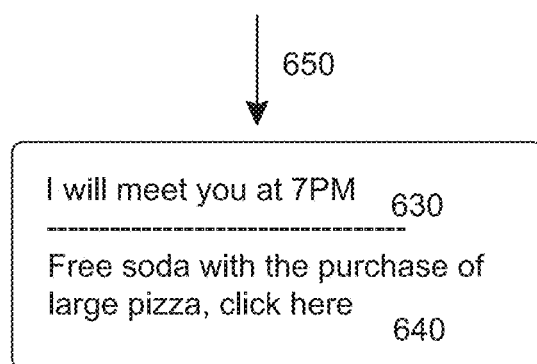 650
I will meet you at 7PM 630
Free soda with the purchase of
large pizza, click here
640